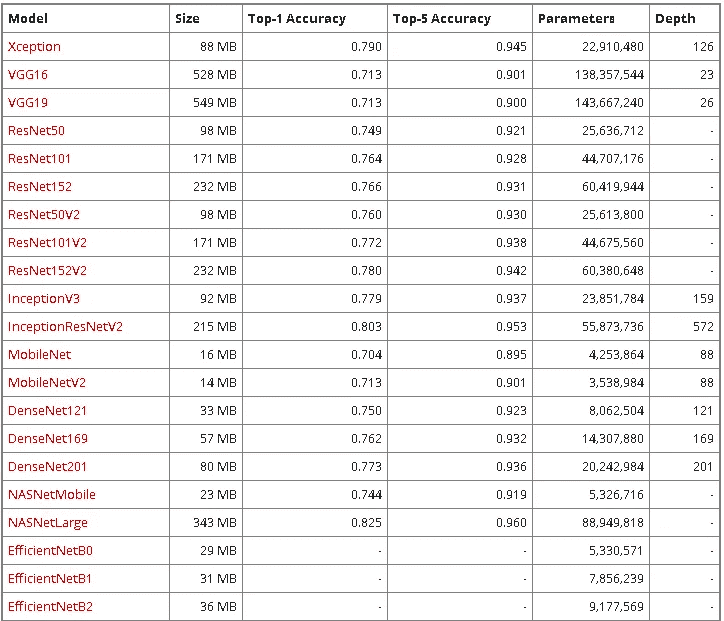 Model Size Top-1 Accuracy Top-5 Accuracy Parameters Depth
Xception 88 MB 0.790 0.945 22,910,480 126
VGG16 528 MB 0.713 0.901 138,357,544 23
VGG19 549 MB 0.713 0.900 143,667,240 26
ResNet50 98 MB 0.749 0.921 25,636,712 -
ResNet101 171 MB 0.764 0.928 44,707,176 -
ResNet152 232 MB 0.766 0.931 60,419,944 -
ResNet50V2 98 MB 0.760 0.930 25,613,800 -
ResNet101V2 171 MB 0.772 0.938 44,675,560 -
ResNet152V2 232 MB 0.780 0.942 60,380,648 -
InceptionV3 92 MB 0.779 0.937 23,851,784 159
InceptionResNetV2 215 MB 0.803 0.953 55,873,736 572
MobileNet 16 MB 0.704 0.895 4,253,864 88
MobileNetV2 14 MB 0.713 0.901 3,538,984 88
DenseNet121 33 MB 0.750 0.923 8,062,504 121
DenseNet169 57 MB 0.762 0.932 14,307,880 169
DenseNet201 80 MB 0.773 0.936 20,242,984 201
NASNetMobile 23 MB 0.744 0.919 5,326,716 -
NASNetLarge 343 MB 0.825 0.960 88,949,818 -
EfficientNetB0 29 MB - - 5,330,571 -
EfficientNetB1 31 MB - - 7,856,239 -
EfficientNetB2 36 MB - - 9,177,569 -